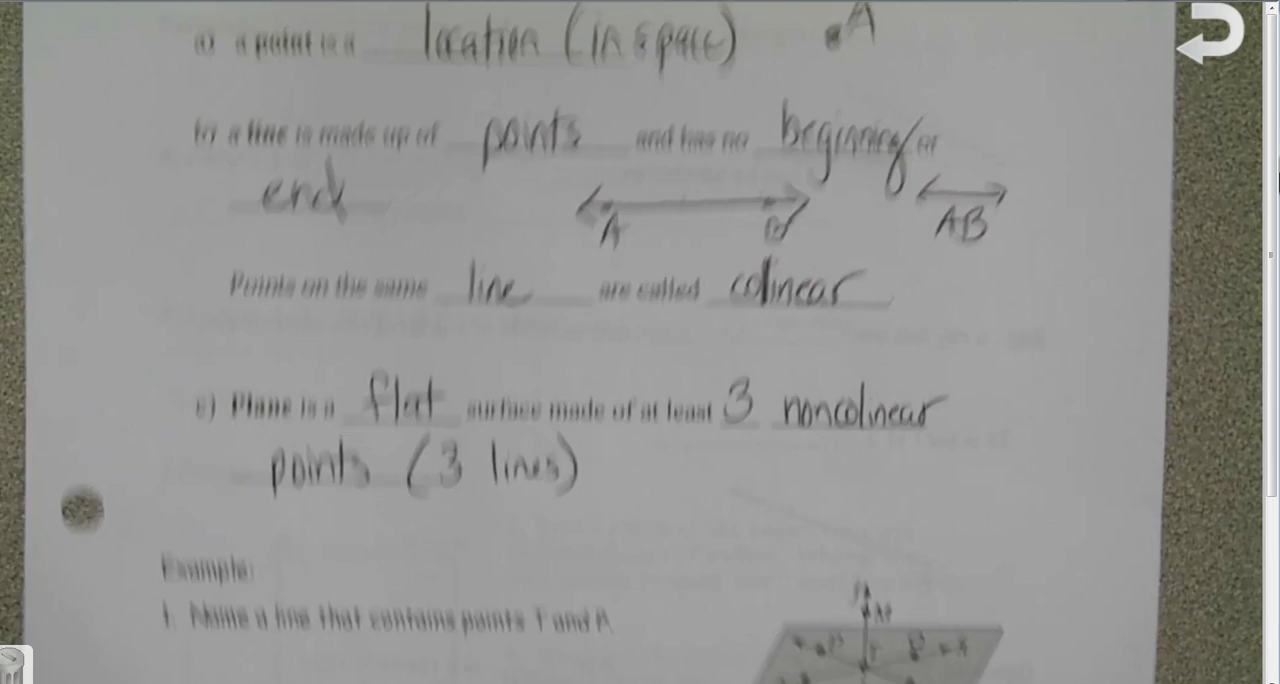 a) a point is a location (in space) A
b) a line is made up of points and has no beginning/ or
end A B AB
Points on the same line are called colinear
c) Plane is a flat surface made of at least 3 noncolinear
points (3 lines)
Example:
1. Name a line that contains points T and A